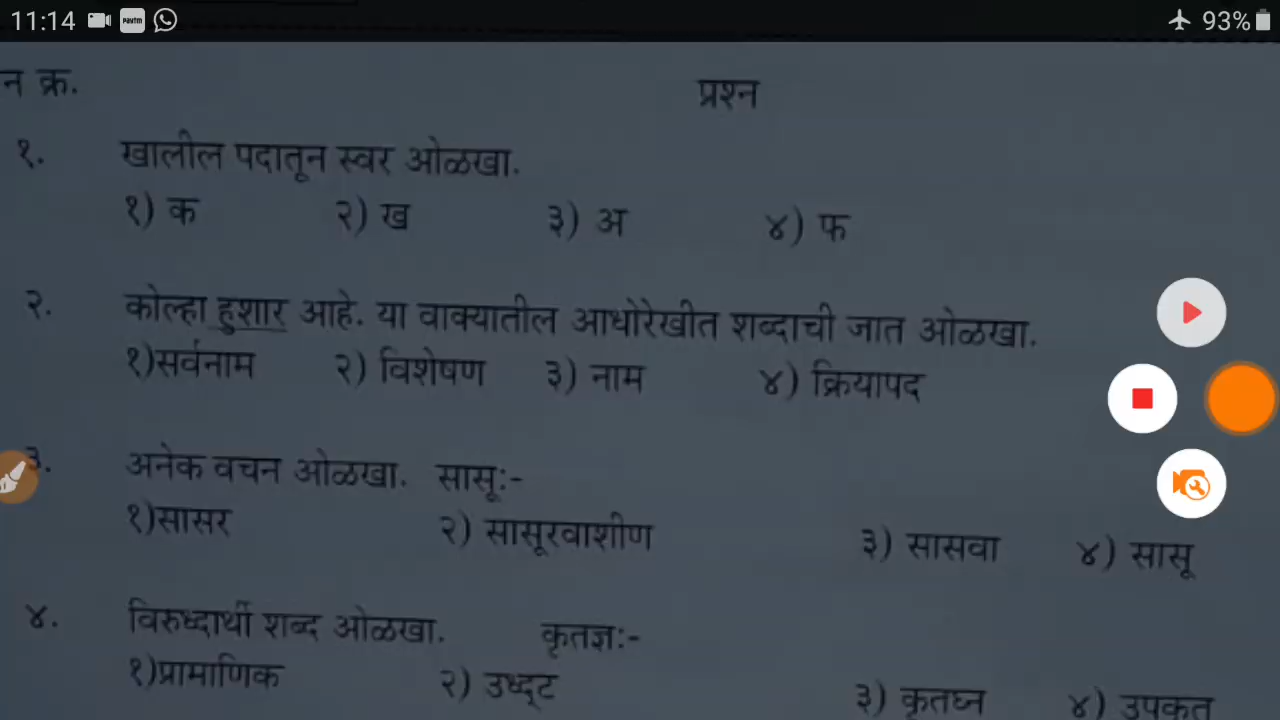 11:14 Paytm 93%
न क्र. प्रश्न
१. खालील पदातून स्वर ओळखा.
१) क २) ख ३) अ ४) फ
२. कोल्हा हुशार आहे. या वाक्यातील आधोरेखीत शब्दाची जात ओळखा.
१)सर्वनाम २) विशेषण ३) नाम ४) क्रियापद
३. अनेक वचन ओळखा. सासू:-
१)सासर २) सासूरवाशीण ३) सासवा ४) सासू
४. विरुध्दार्थी शब्द ओळखा. कृतज्ञ:-
१)प्रामाणिक २) उध्द्ट ३) कृतघ्न ४) उपकृत